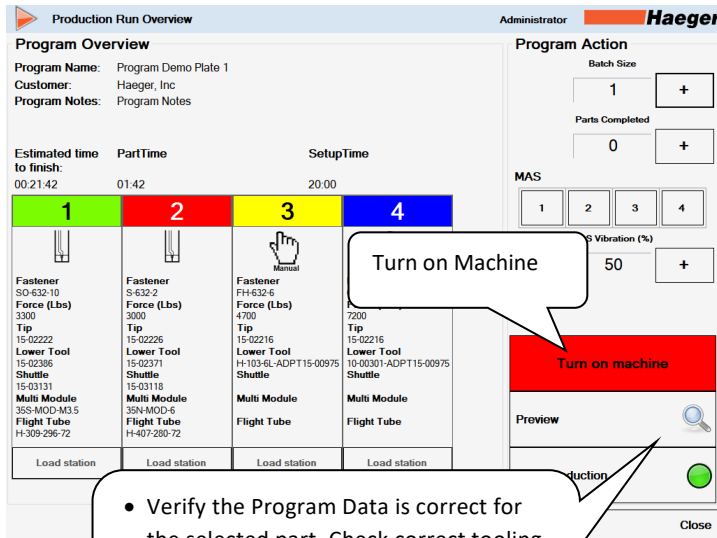 Production Run Overview
Administrator
Haeger
Program Overview
Program Name: Program Demo Plate 1
Customer: Haeger, Inc
Program Notes: Program Notes
Estimated time to finish:
00:21:42
PartTime
01:42
SetupTime
20:00
1
Fastener
SO-632-10
Force (Lbs)
3300
Tip
15-02222
Lower Tool
15-02386
Shuttle
15-03131
Multi Module
35S-MOD-M3.5
Flight Tube
H-309-296-72
Load station
2
Fastener
S-632-2
Force (Lbs)
3000
Tip
15-02226
Lower Tool
15-02371
Shuttle
15-03118
Multi Module
35N-MOD-6
Flight Tube
H-407-280-72
Load station
3
Manual
Fastener
FH-632-6
Force (Lbs)
4700
Tip
15-02216
Lower Tool
H-103-6L-ADPT15-00975
Shuttle
Multi Module
Flight Tube
Load station
4
7200
Tip
15-02216
Lower Tool
10-00301-ADPT15-00975
Shuttle
Multi Module
Flight Tube
Load station
Program Action
Batch Size
1 +
Parts Completed
0 +
MAS
1 2 3 4
Vibration (%)
50 +
Turn on Machine
Turn on machine
Preview
Close
• Verify the Program Data is correct for
the selected part. Check correct tooling